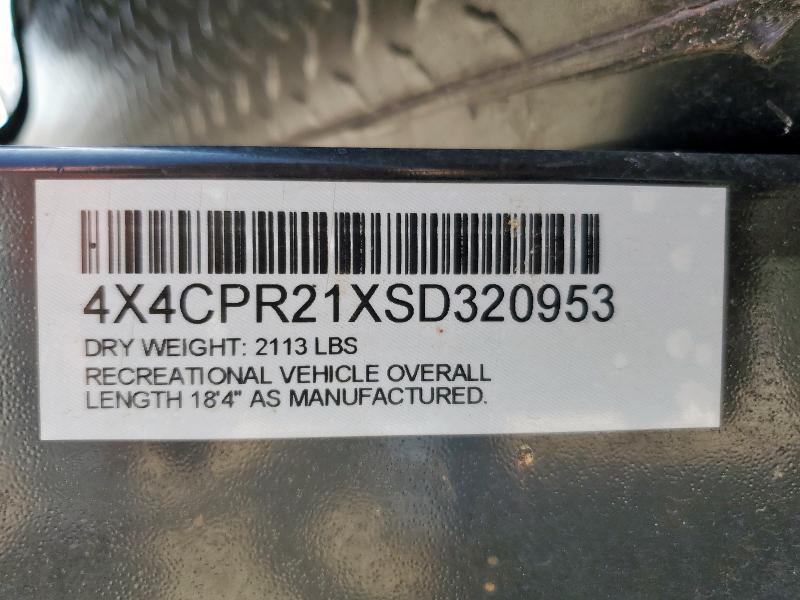 4X4CPR21XSD320953
DRY WEIGHT: 2113 LBS
RECREATIONAL VEHICLE OVERALL
LENGTH 18'4" AS MANUFACTURED.